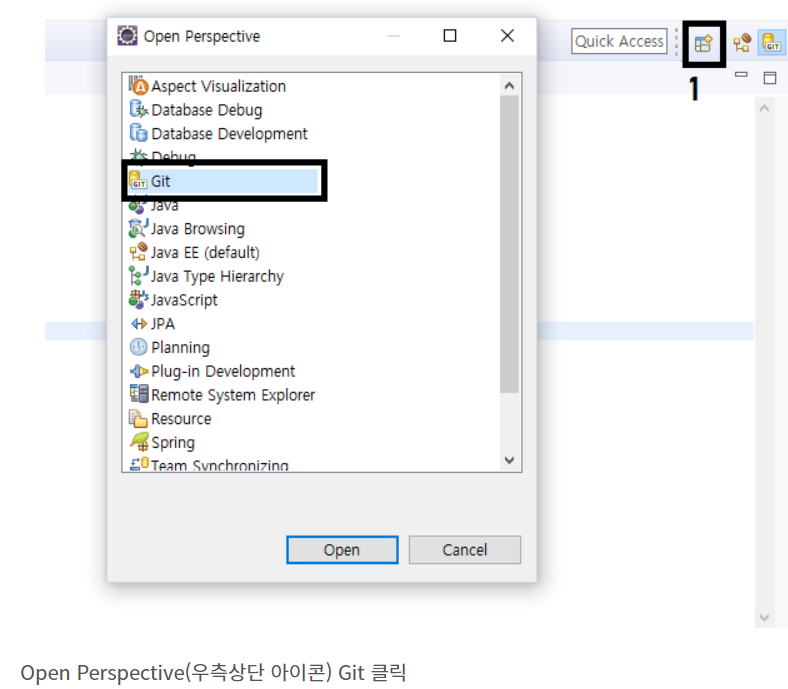 Open Perspective
Quick Access
GIT
1
Aspect Visualization
Database Debug
Database Development
Debug
GIT Git
Java
Java Browsing
Java EE (default)
Java Type Hierarchy
JavaScript
JPA
Planning
Plug-in Development
Remote System Explorer
Resource
Spring
Team Synchronizing
Open
Cancel
Open Perspective(우측상단 아이콘) Git 클릭